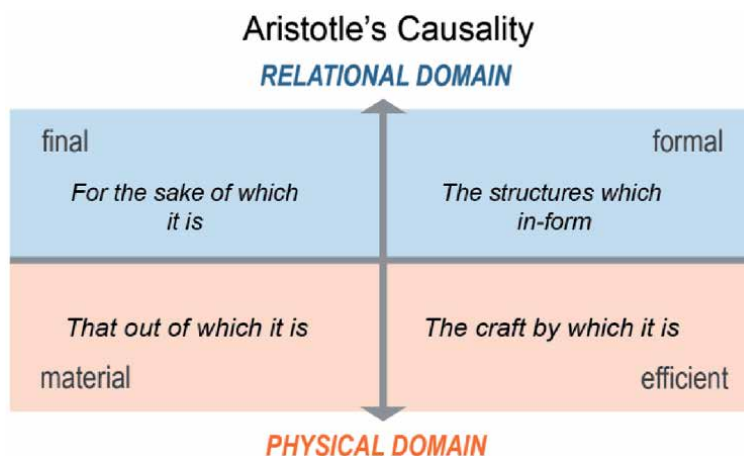 Aristotle's Causality
RELATIONAL DOMAIN
final
formal
For the sake of which
it is
The structures which
in-form
That out of which it is
The craft by which it is
material
efficient
PHYSICAL DOMAIN